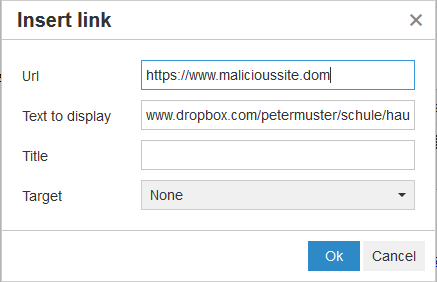 Insert link
Url https://www.malicioussite.dom
Text to display www.dropbox.com/petermuster/schule/hau
Title
Target None
Ok Cancel